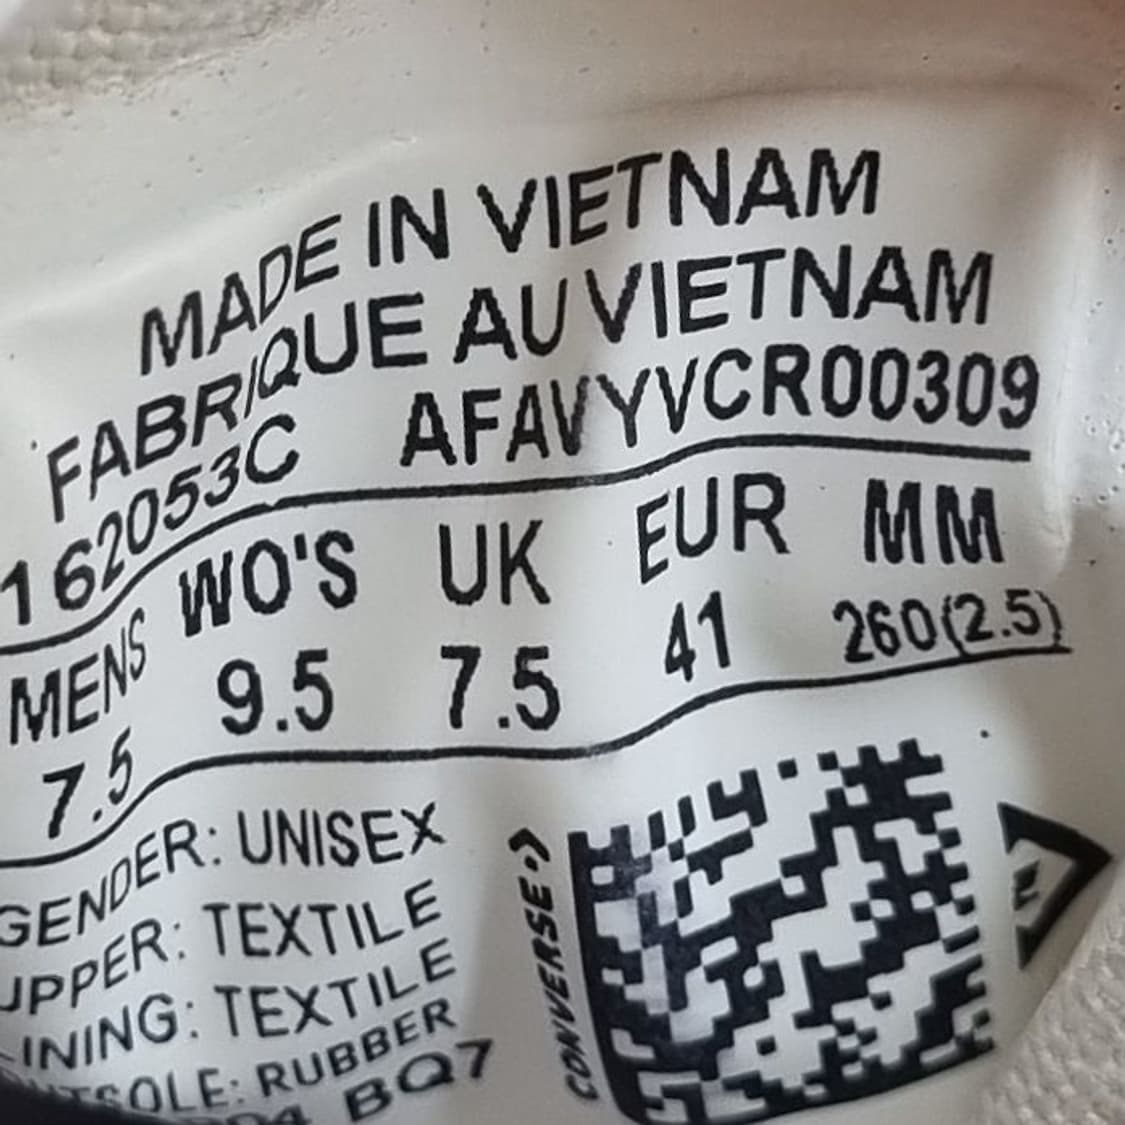 MADE IN VIETNAM
FABRIQUE AU VIETNAM
162053C AFAVYVCR00309
MENS WO'S UK EUR MM
7.5 9.5 7.5 41 260(2.5)
GENDER: UNISEX
UPPER: TEXTILE
LINING: TEXTILE
OUTSOLE: RUBBER
BQ7
CONVERSE